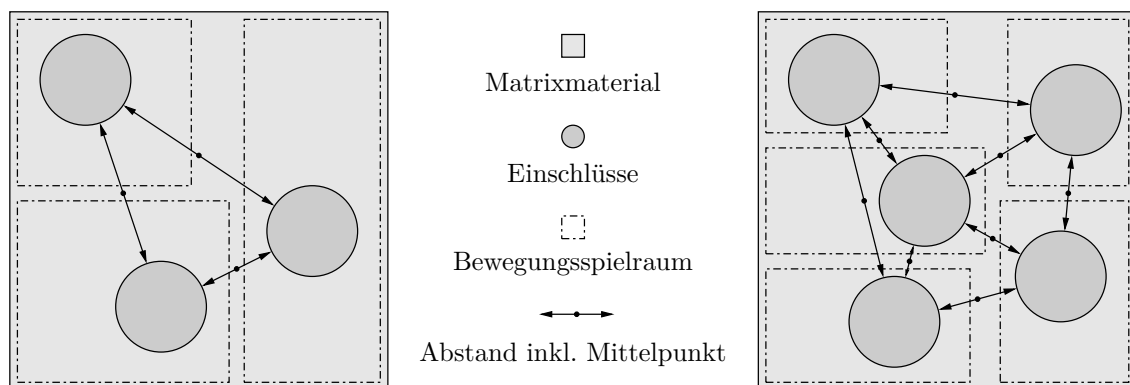 Matrixmaterial
Einschlüsse
Bewegungsspielraum
Abstand inkl. Mittelpunkt